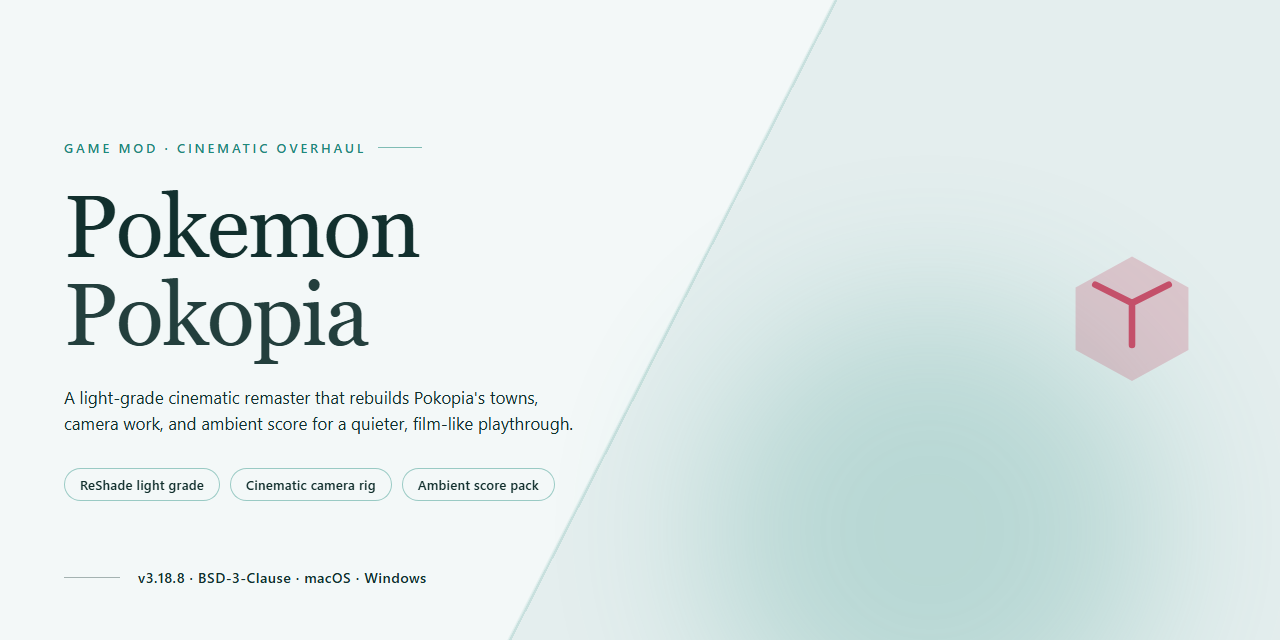 GAME MOD · CINEMATIC OVERHAUL
Pokemon
Pokopia
A light-grade cinematic remaster that rebuilds Pokopia's towns,
camera work, and ambient score for a quieter, film-like playthrough.
ReShade light grade
Cinematic camera rig
Ambient score pack
v3.18.8 · BSD-3-Clause · macOS · Windows